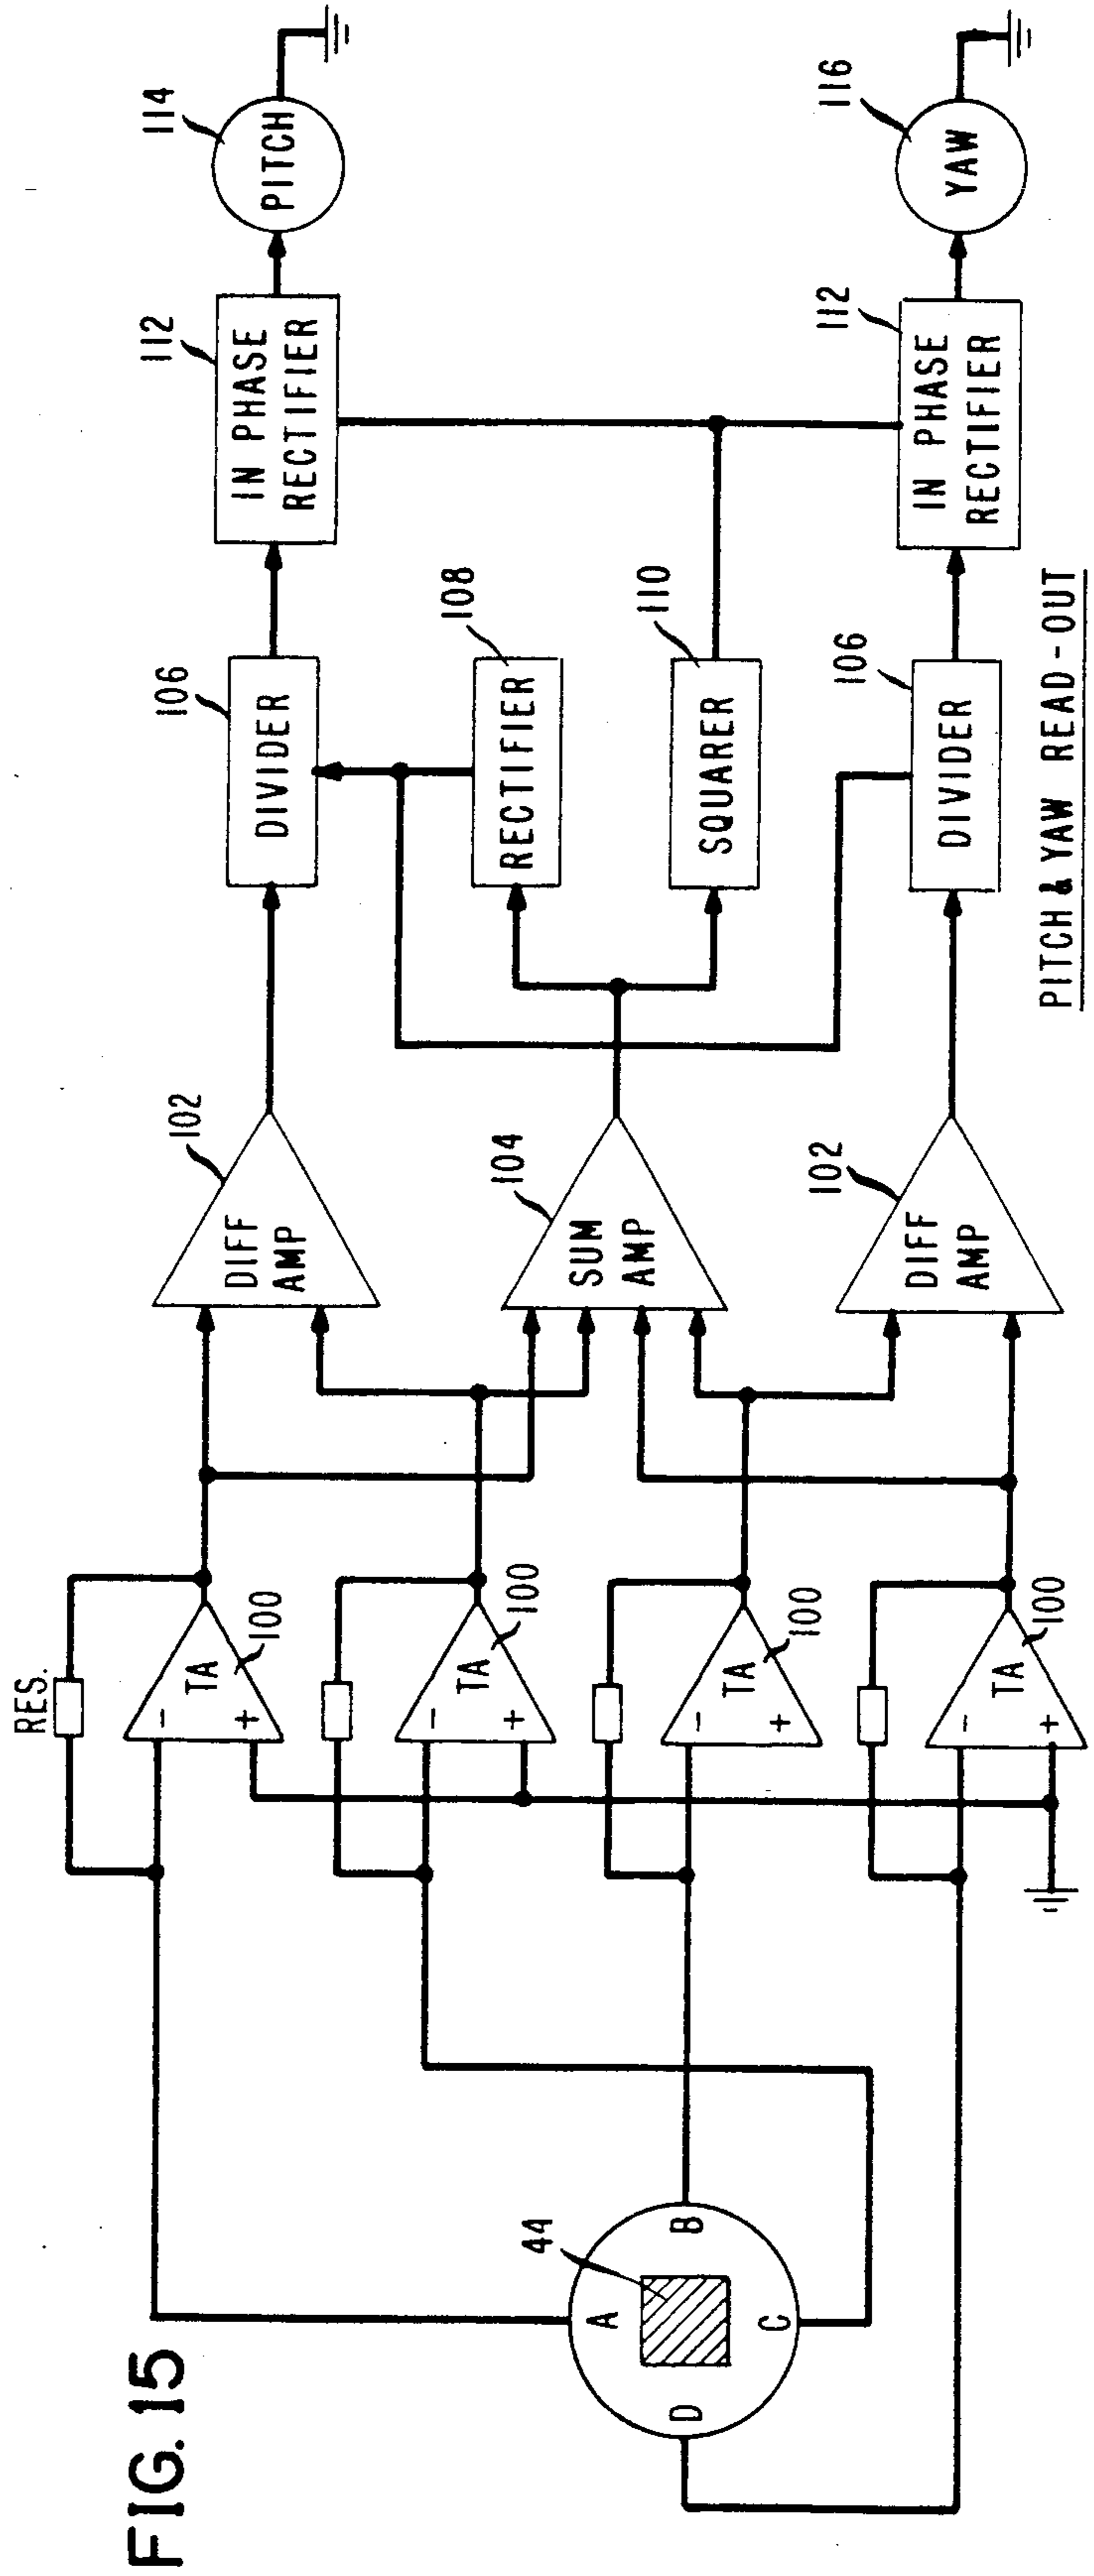 FIG. 15
RES.
-
TA
+
100
-
TA
+
100
-
TA
+
100
-
TA
+
100
44
A
B
C
D
102
DIFF
AMP
104
SUM
AMP
102
DIFF
AMP
106
DIVIDER
108
RECTIFIER
110
SQUARER
106
DIVIDER
112
IN PHASE
RECTIFIER
112
IN PHASE
RECTIFIER
114
PITCH
116
YAW
PITCH & YAW READ-OUT